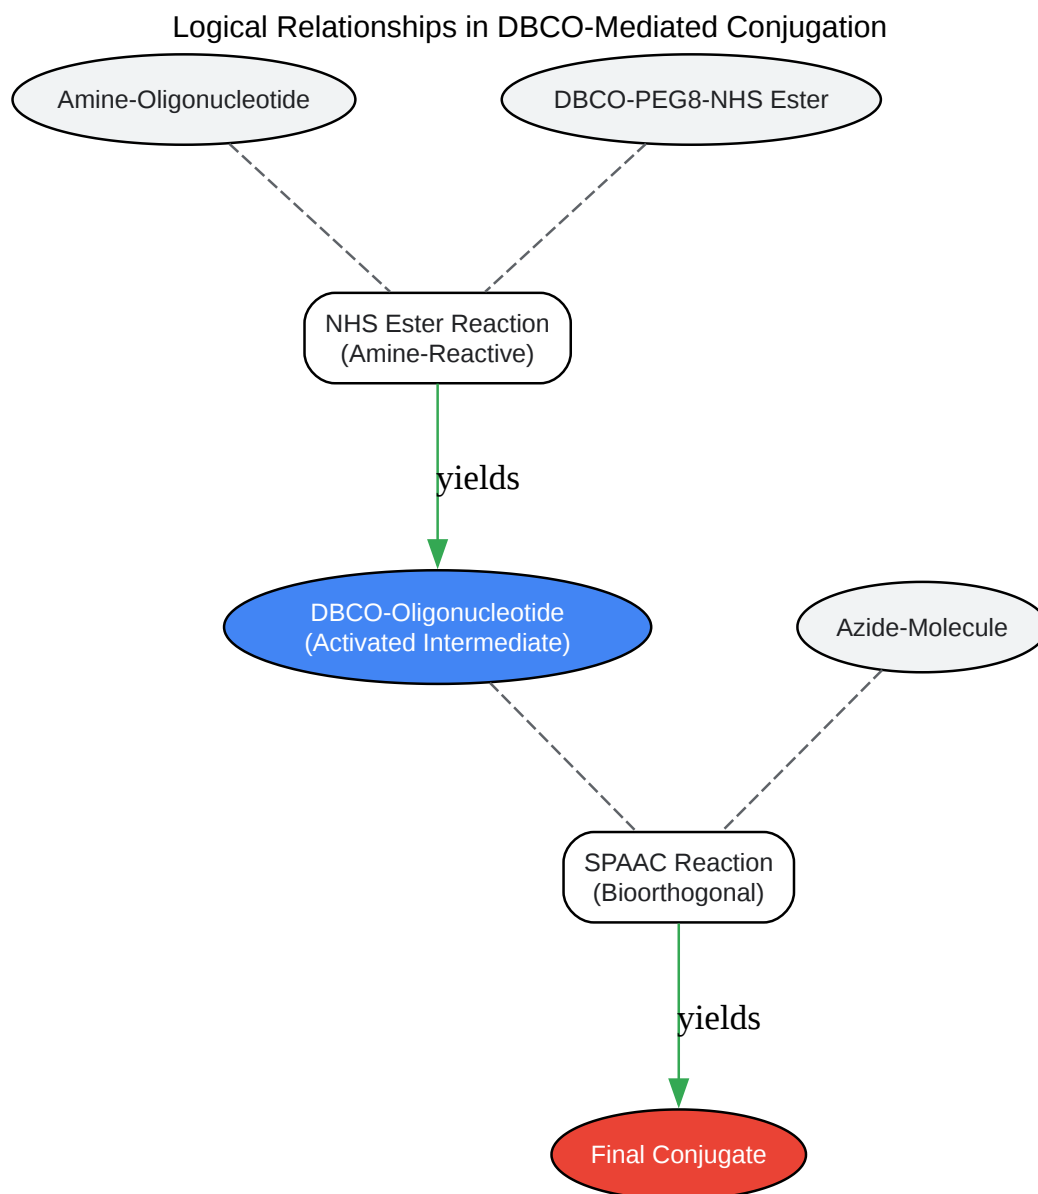 Logical Relationships in DBCO-Mediated Conjugation
Amine-Oligonucleotide
DBCO-PEG8-NHS Ester
NHS Ester Reaction
(Amine-Reactive)
yields
DBCO-Oligonucleotide
(Activated Intermediate)
Azide-Molecule
SPAAC Reaction
(Bioorthogonal)
yields
Final Conjugate